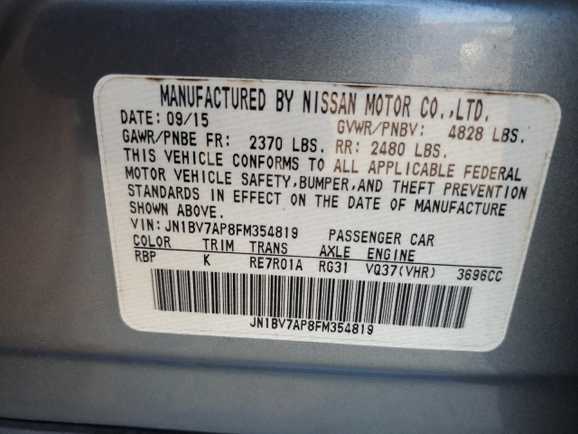 MANUFACTURED BY NISSAN MOTOR CO.,LTD.
DATE: 09/15 GVWR/PNBV: 4828 LBS.
GAWR/PNBE FR: 2370 LBS. RR: 2480 LBS.
THIS VEHICLE CONFORMS TO ALL APPLICABLE FEDERAL
MOTOR VEHICLE SAFETY, BUMPER, AND THEFT PREVENTION
STANDARDS IN EFFECT ON THE DATE OF MANUFACTURE
SHOWN ABOVE.
VIN: JN1BV7AP8FM354819 PASSENGER CAR
COLOR TRIM TRANS AXLE ENGINE
RBP K RE7R01A RG31 VQ37(VHR) 3696CC
JN1BV7AP8FM354819